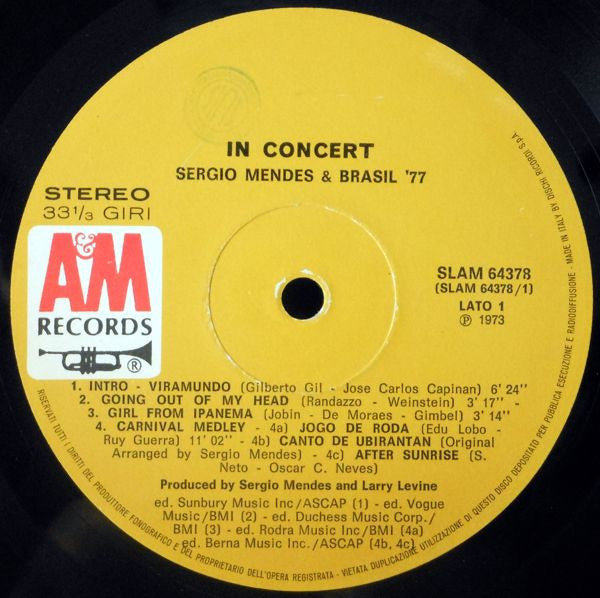 IN CONCERT
SERGIO MENDES & BRASIL '77
STEREO
33 1/3 GIRI
A&M
RECORDS
®
SLAM 64378
(SLAM 64378/1)
LATO 1
℗ 1973
1. INTRO - VIRAMUNDO (Gilberto Gil - Jose Carlos Capinan) 6' 24"
2. GOING OUT OF MY HEAD (Randazzo - Weinstein) 3' 17" -
3. GIRL FROM IPANEMA (Jobin - De Moraes - Gimbel) 3' 14"
4. CARNIVAL MEDLEY - 4a) JOGO DE RODA (Edu Lobo -
Ruy Guerra) 11' 02" - 4b) CANTO DE UBIRANTAN (Original
Arranged by Sergio Mendes) - 4c) AFTER SUNRISE (S.
Neto - Oscar C. Neves)
Produced by Sergio Mendes and Larry Levine
ed. Sunbury Music Inc/ASCAP (1) - ed. Vogue
Music/BMI (2) - ed. Duchess Music Corp./
BMI (3) - ed. Rodra Music Inc/BMI (4a)
ed. Berna Music Inc./ASCAP (4b, 4c)
RISERVATI TUTTI I DIRITTI DEL PRODUTTORE FONOGRAFICO E DEL PROPRIETARIO DELL'OPERA REGISTRATA - VIETATA DUPLICAZIONE UTILIZZAZIONE DI QUESTO DISCO DEPOSITATO PER PUBBLICA ESECUZIONE E RADIODIFFUSIONE - MADE IN ITALY BY DISCHI RICORDI S.p.A.